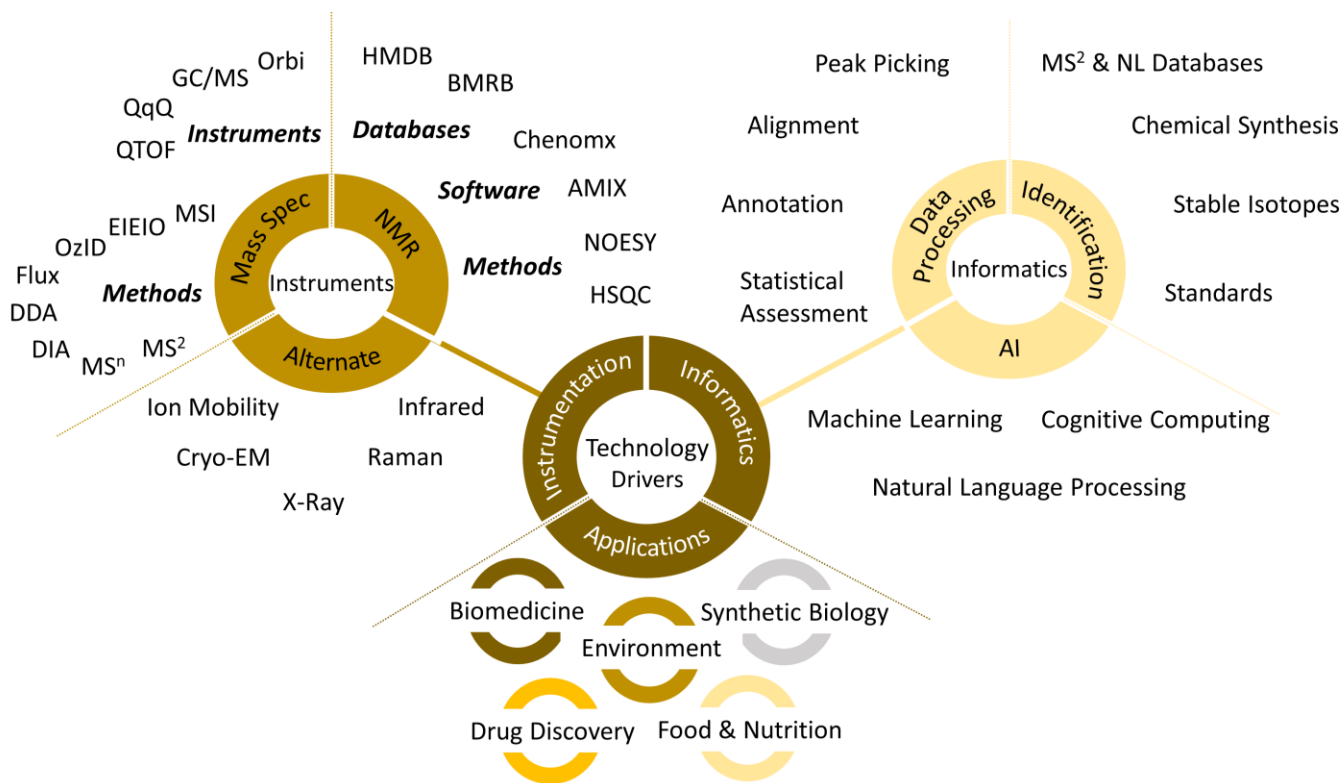 Orbi
GC/MS
QqQ
QTOF
Instruments
HMDB
BMRB
Databases
Chenomx
Software
AMIX
NOESY
Methods
HSQC
MSI
EIEIO
OzID
Flux
Methods
DDA
DIA
MSⁿ
MS²
Mass Spec
NMR
Instruments
Alternate
Ion Mobility
Infrared
Cryo-EM
Raman
X-Ray
Peak Picking
Alignment
Annotation
Statistical
Assessment
MS² & NL Databases
Chemical Synthesis
Stable Isotopes
Standards
Data
Processing
Identification
Informatics
AI
Machine Learning
Cognitive Computing
Natural Language Processing
Instrumentation
Informatics
Technology
Drivers
Applications
Biomedicine
Synthetic Biology
Environment
Drug Discovery
Food & Nutrition